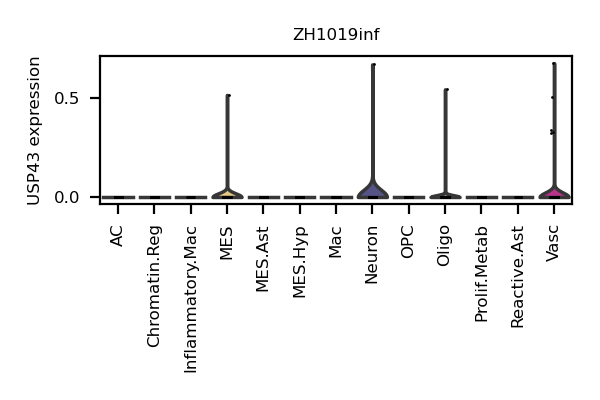 ZH1019inf
USP43 expression
0.5
0.0
AC
Chromatin.Reg
Inflammatory.Mac
MES
MES.Ast
MES.Hyp
Mac
Neuron
OPC
Oligo
Prolif.Metab
Reactive.Ast
Vasc